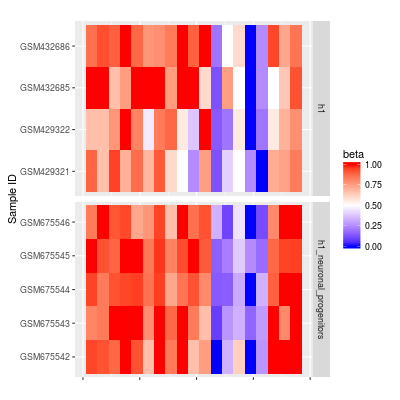 GSM432686
GSM432685
GSM429322
GSM429321
h1
GSM675546
GSM675545
GSM675544
GSM675543
GSM675542
h1_neuronal_progenitors
Sample ID
beta
1.00
0.75
0.50
0.25
0.00